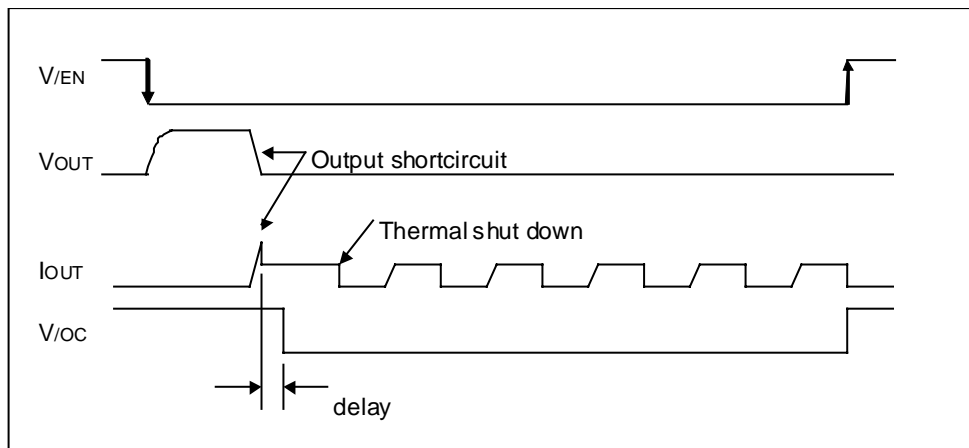 V/EN
VOUT
Output shortcircuit
Thermal shut down
IOUT
V/OC
delay